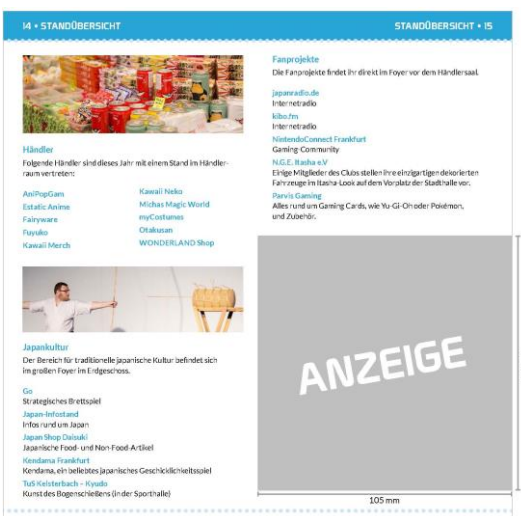 14 • STANDÜBERSICHT
STANDÜBERSICHT • 15
Händler
Folgende Händler sind dieses Jahr mit einem Stand im Händler-
raum vertreten:
AniPopGam
Estatic Anime
Fairyware
Fuyuko
Kawaii Merch
Kawaii Neko
Michas Magic World
myCostumes
Otakusan
WONDERLAND Shop
Japankultur
Der Bereich für traditionelle japanische Kultur befindet sich
im großen Foyer im Erdgeschoss.
Go
Strategisches Brettspiel
Japan-Infostand
Infos rund um Japan
Japan Shop Daisuki
Japanische Food- und Non-Food-Artikel
Kendama Frankfurt
Kendama, ein beliebtes japanisches Geschicklichkeitsspiel
TuS Kelsterbach – Kyudo
Kunst des Bogenschießens (in der Sporthalle)
Fanprojekte
Die Fanprojekte findet ihr direkt im Foyer vor dem Händlersaal.
japanradio.de
Internetradio
kibo.fm
Internetradio
NintendoConnect Frankfurt
Gaming-Community
N.G.E. Itasha e.V
Einige Mitglieder des Clubs stellen ihre einzigartigen dekorierten
Fahrzeuge im Itasha-Look auf dem Vorplatz der Stadthalle vor.
Parvis Gaming
Alles rund um Gaming Cards, wie Yu-Gi-Oh oder Pokémon,
und Zubehör.
ANZEIGE
105 mm